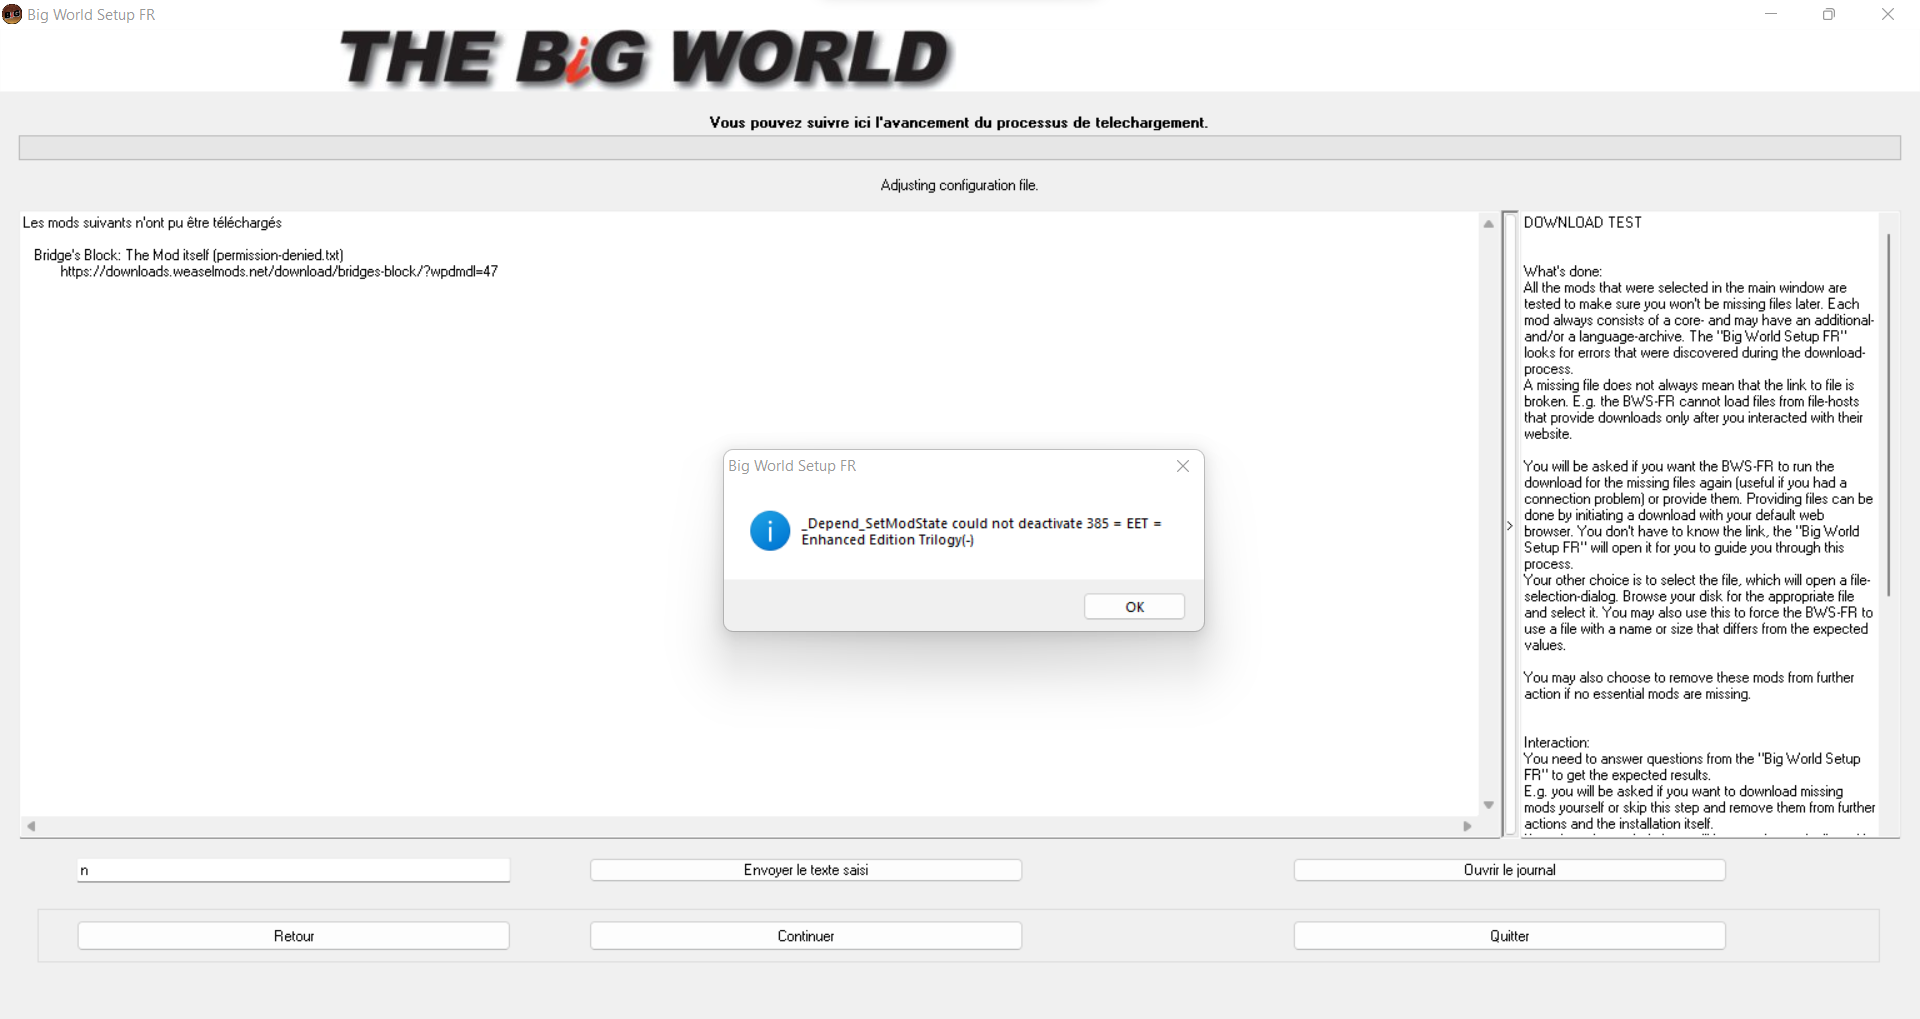 Big World Setup FR
THE BiG WORLD
Vous pouvez suivre ici l'avancement du processus de telechargement.
Adjusting configuration file.
Les mods suivants n'ont pu être téléchargés
Bridge's Block: The Mod itself (permission-denied.txt)
https://downloads.weaselmods.net/download/bridges-block/?wpdmdl=47
DOWNLOAD TEST
What's done:
All the mods that were selected in the main window are
tested to make sure you won't be missing files later. Each
mod always consists of a core- and may have an additional-
and/or a language-archive. The "Big World Setup FR"
looks for errors that were discovered during the download-
process.
A missing file does not always mean that the link to file is
broken. E.g. the BWS-FR cannot load files from file-hosts
that provide downloads only after you interacted with their
website.
You will be asked if you want the BWS-FR to run the
download for the missing files again (useful if you had a
connection problem) or provide them. Providing files can be
done by initiating a download with your default web
browser. You don't have to know the link, the "Big World
Setup FR" will open it for you to guide you through this
process.
Your other choice is to select the file, which will open a file-
selection-dialog. Browse your disk for the appropriate file
and select it. You may also use this to force the BWS-FR to
use a file with a name or size that differs from the expected
values.
You may also choose to remove these mods from further
action if no essential mods are missing.
Interaction:
You need to answer questions from the "Big World Setup
FR" to get the expected results.
E.g. you will be asked if you want to download missing
mods yourself or skip this step and remove them from further
actions and the installation itself.
Big World Setup FR
_Depend_SetModState could not deactivate 385 = EET =
Enhanced Edition Trilogy(-)
OK
n
Envoyer le texte saisi
Ouvrir le journal
Retour
Continuer
Quitter